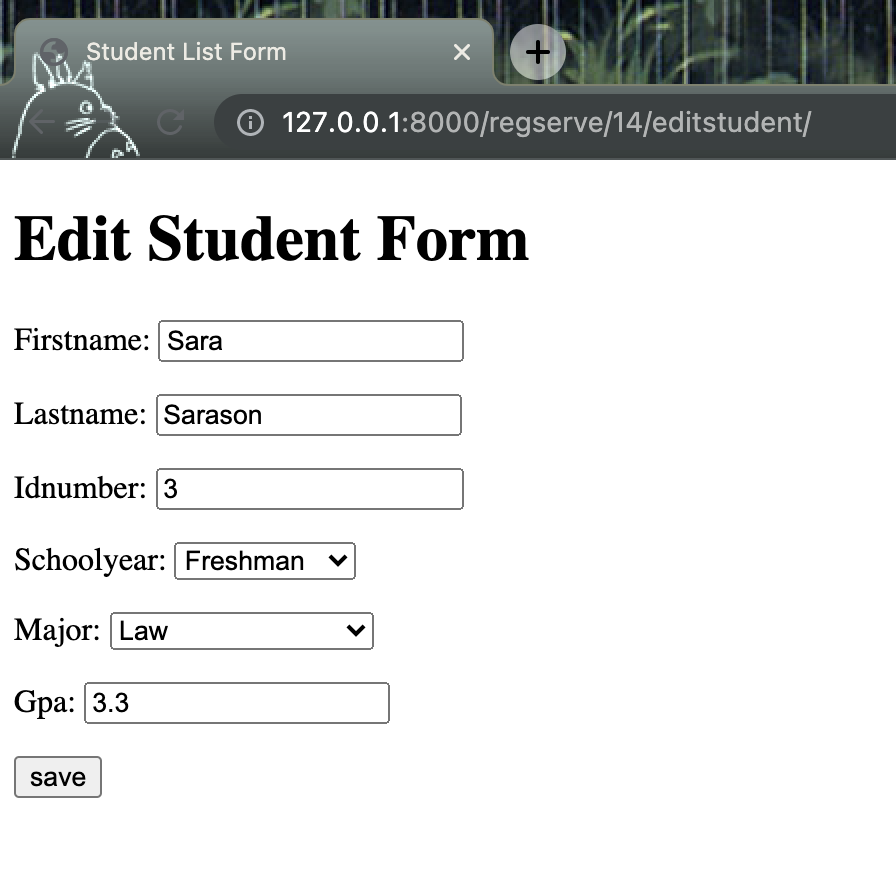 Student List Form
127.0.0.1:8000/regserve/14/editstudent/
Edit Student Form
Firstname: Sara
Lastname: Sarason
Idnumber: 3
Schoolyear: Freshman
Major: Law
Gpa: 3.3
save